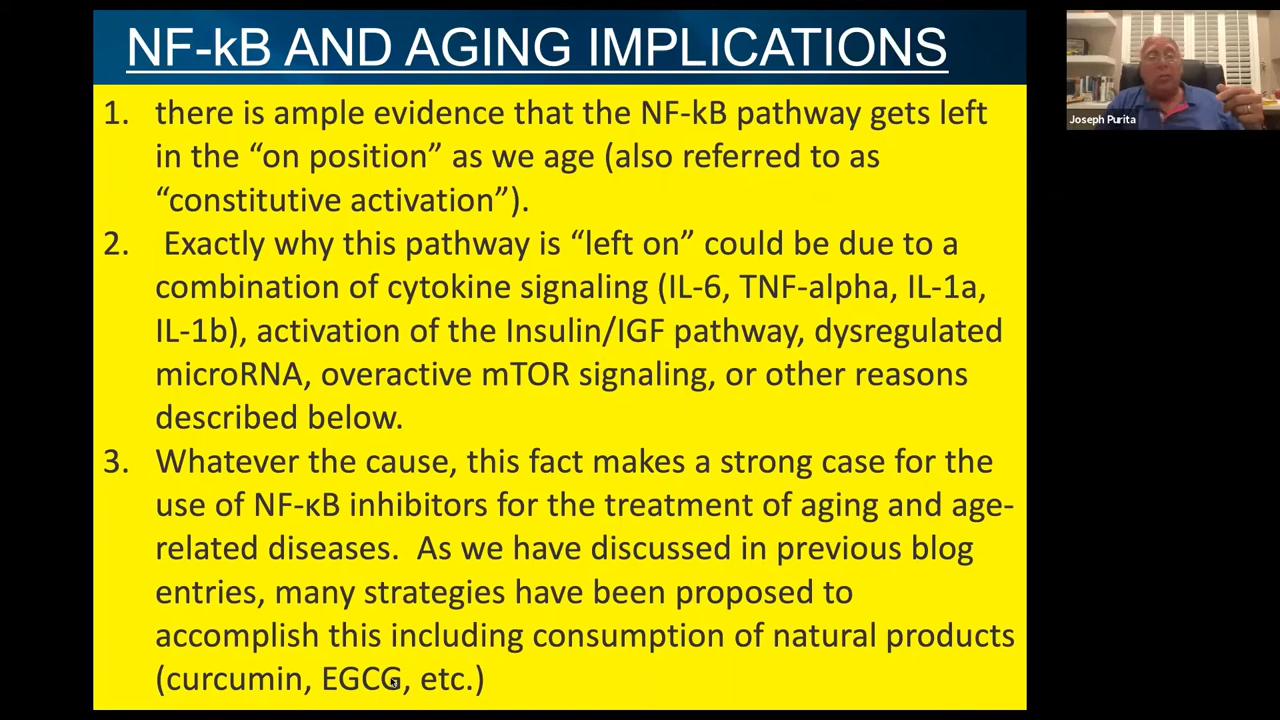 NF-kB AND AGING IMPLICATIONS
1. there is ample evidence that the NF-kB pathway gets left
in the “on position” as we age (also referred to as
“constitutive activation”).
2. Exactly why this pathway is “left on” could be due to a
combination of cytokine signaling (IL-6, TNF-alpha, IL-1a,
IL-1b), activation of the Insulin/IGF pathway, dysregulated
microRNA, overactive mTOR signaling, or other reasons
described below.
3. Whatever the cause, this fact makes a strong case for the
use of NF-κB inhibitors for the treatment of aging and age-
related diseases. As we have discussed in previous blog
entries, many strategies have been proposed to
accomplish this including consumption of natural products
(curcumin, EGCG, etc.)
Joseph Purita